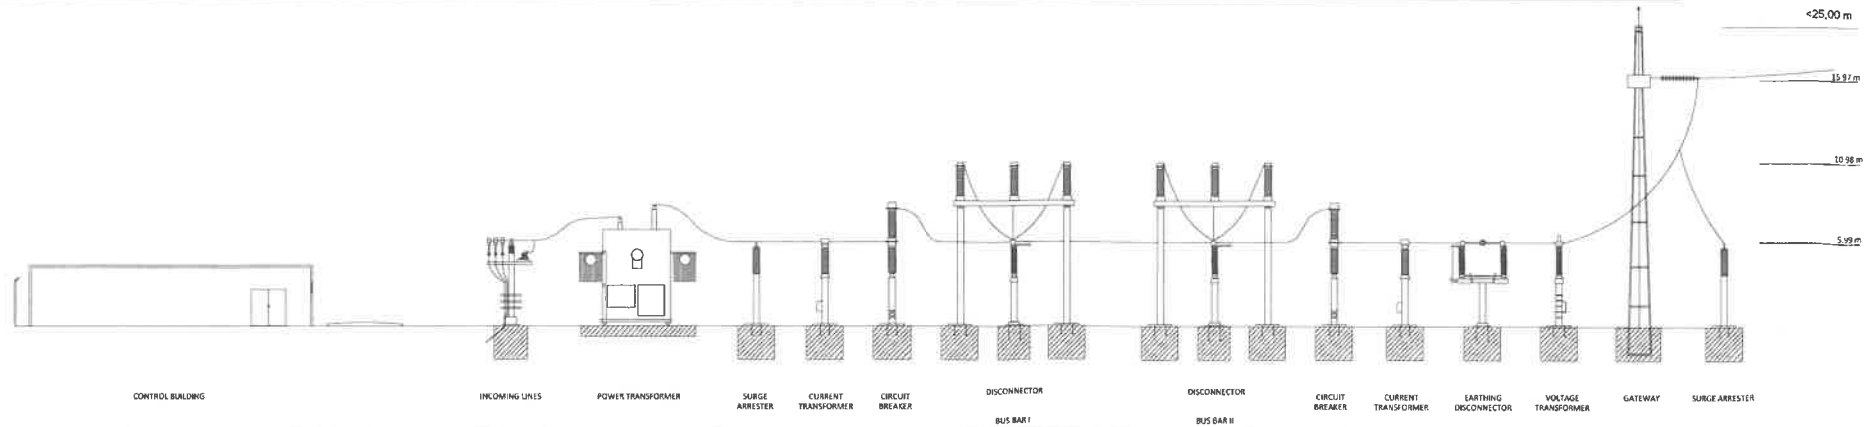 <25,00 m
15.97 m
10.98 m
5.99 m
CONTROL BUILDING
INCOMING LINES
POWER TRANSFORMER
SURGE
ARRESTER
CURRENT
TRANSFORMER
CIRCUIT
BREAKER
DISCONNECTOR
BUS BAR I
DISCONNECTOR
BUS BAR II
CIRCUIT
BREAKER
CURRENT
TRANSFORMER
EARTHING
DISCONNECTOR
VOLTAGE
TRANSFORMER
GATEWAY
SURGE ARRESTER